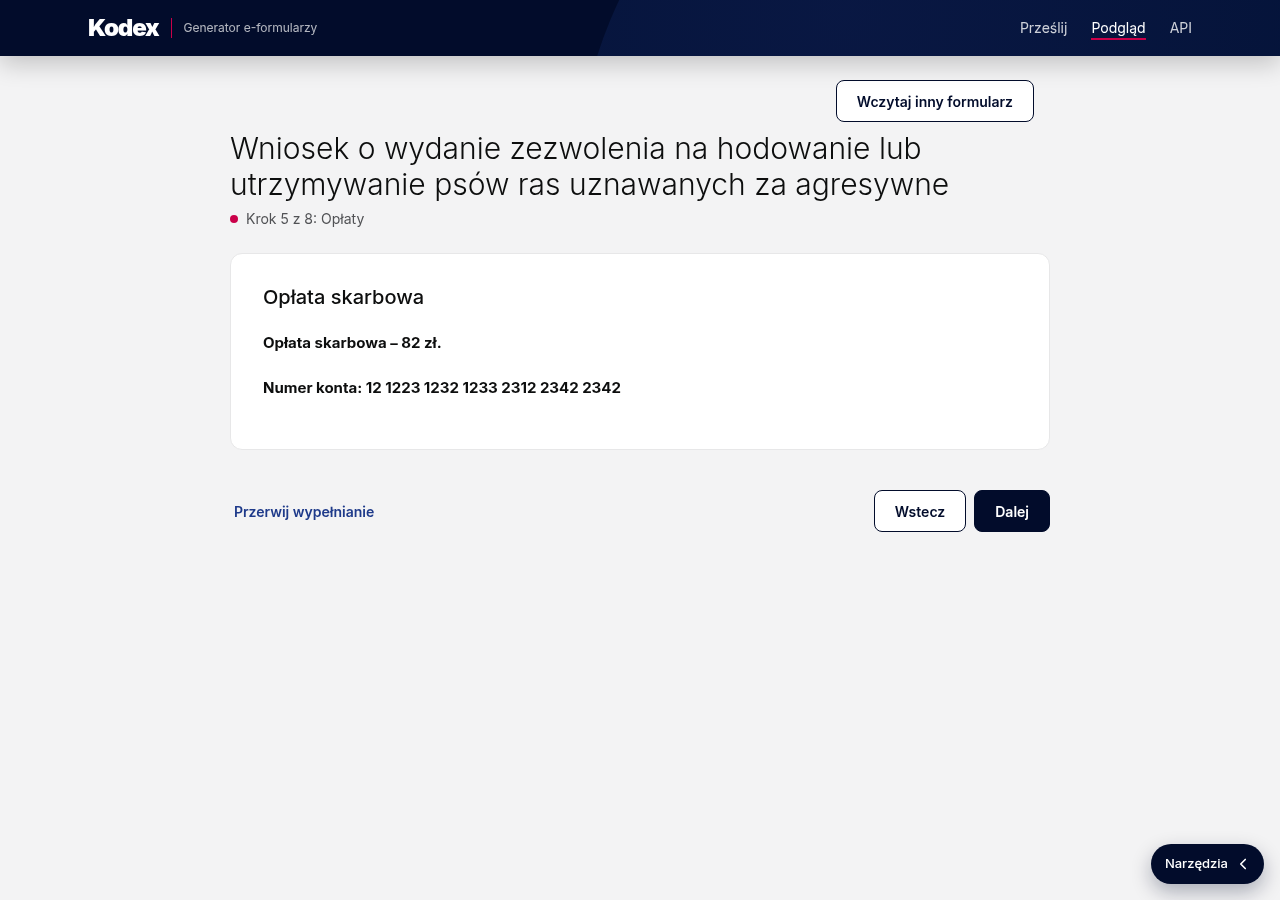 Kodex
Generator e-formularzy
Prześlij
Podgląd
API
Wczytaj inny formularz
Wniosek o wydanie zezwolenia na hodowanie lub
utrzymywanie psów ras uznawanych za agresywne
Krok 5 z 8: Opłaty
Opłata skarbowa
Opłata skarbowa – 82 zł.
Numer konta: 12 1223 1232 1233 2312 2342 2342
Przerwij wypełnianie
Wstecz
Dalej
Narzędzia